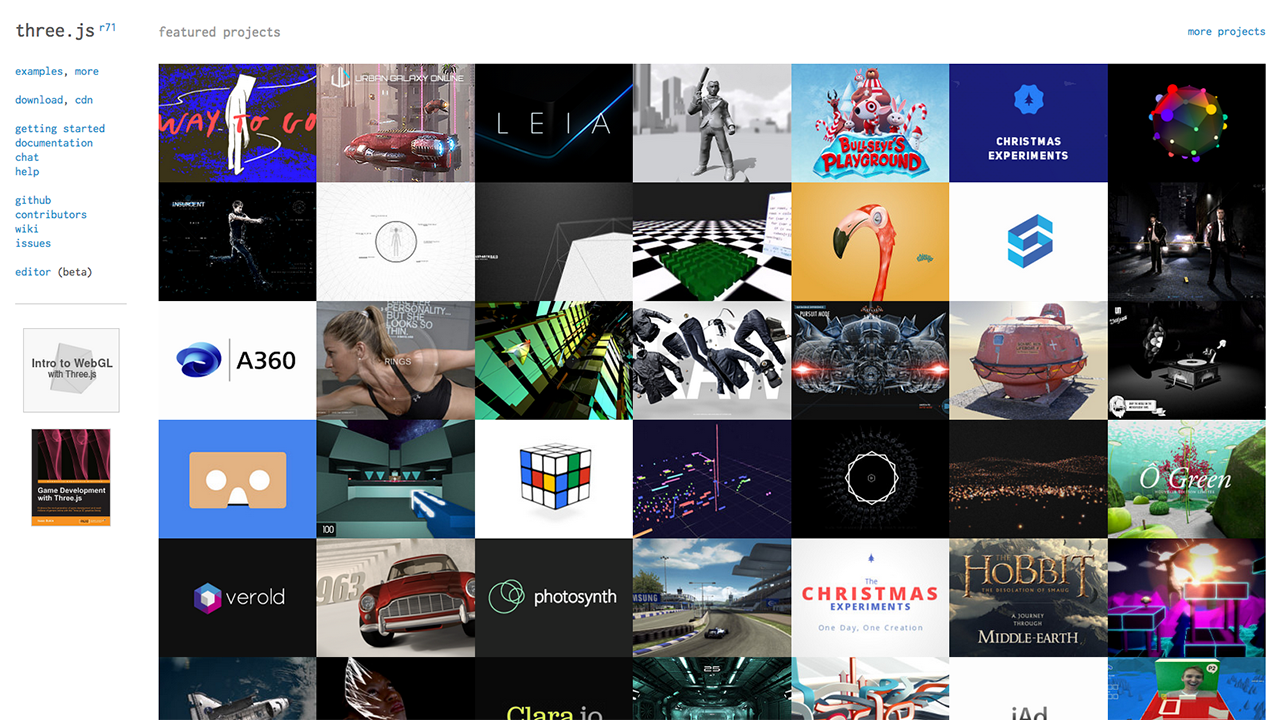 three.js r71
featured projects
more projects
examples, more
download, cdn
getting started
documentation
chat
help
github
contributors
wiki
issues
editor (beta)
Intro to WebGL
with Three.js
Game Development
with Three.js
WAY TO GO
URBAN GALAXY ONLINE
LEIA
BULLSEYE'S
PLAYGROUND
CHRISTMAS
EXPERIMENTS
INSURGENT
A360
PERSONALITY...
BUT SHE
LOOKS SO
THIN.
RINGS
PURSUIT MODE
100
Ô Green
verold
1963
photosynth
SAMSUNG
The
CHRISTMAS
EXPERIMENTS
One Day, One Creation
THE
HOBBIT
THE DESOLATION OF SMAUG
A JOURNEY
THROUGH
MIDDLE-EARTH
Clara.io
25
iAd
P2